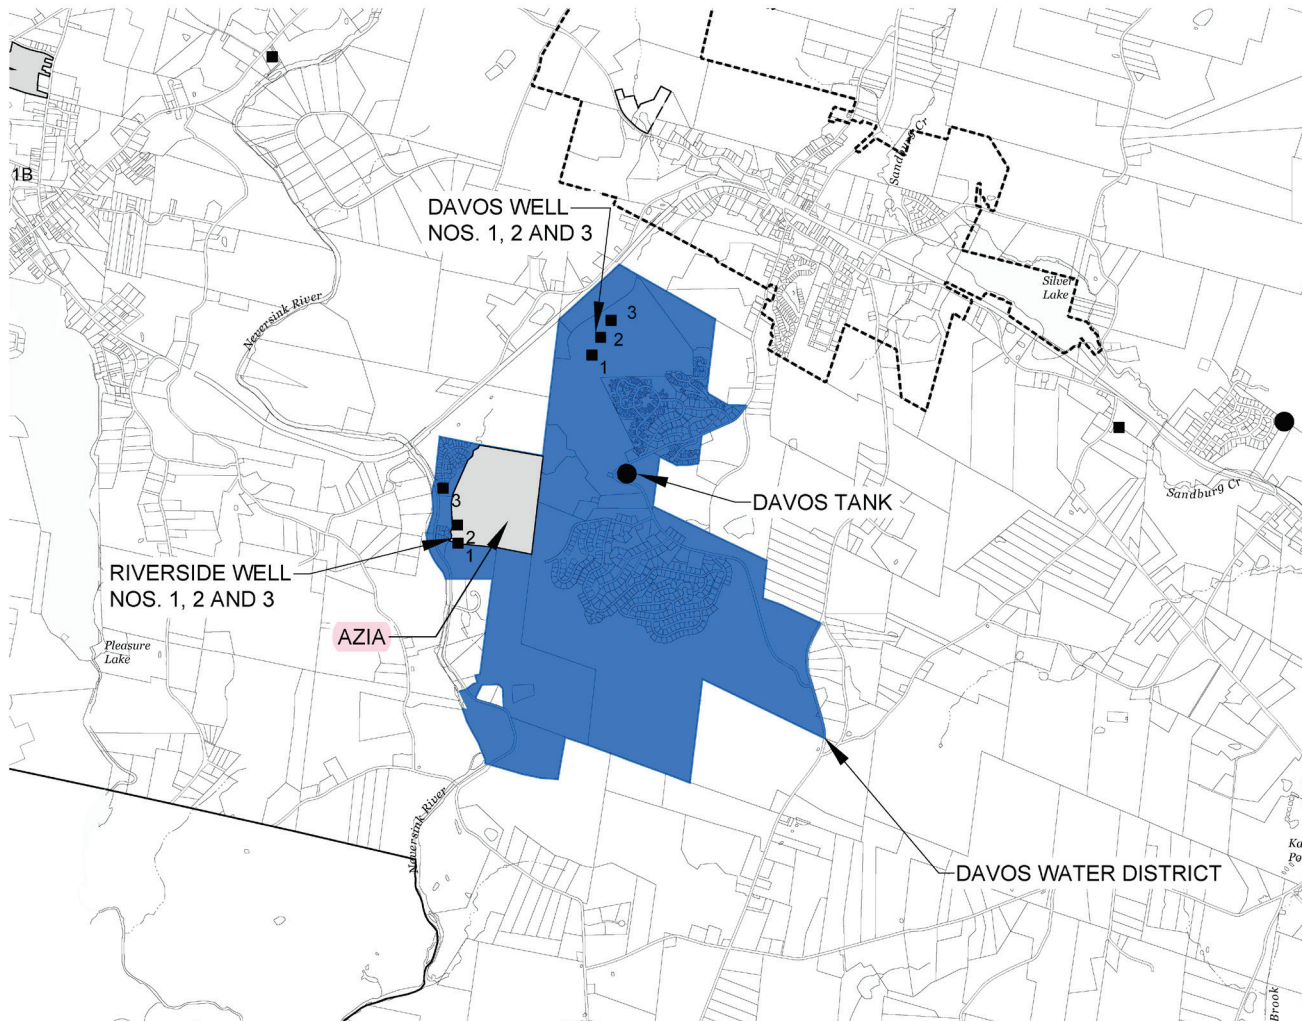 1B
Sandburg Cr
DAVOS WELL
NOS. 1, 2 AND 3
Neversink River
Silver
Lake
3
2
1
3
2
1
DAVOS TANK
Sandburg Cr
RIVERSIDE WELL
NOS. 1, 2 AND 3
AZIA
Pleasure
Lake
Neversink River
Ka
Po
DAVOS WATER DISTRICT
Brook